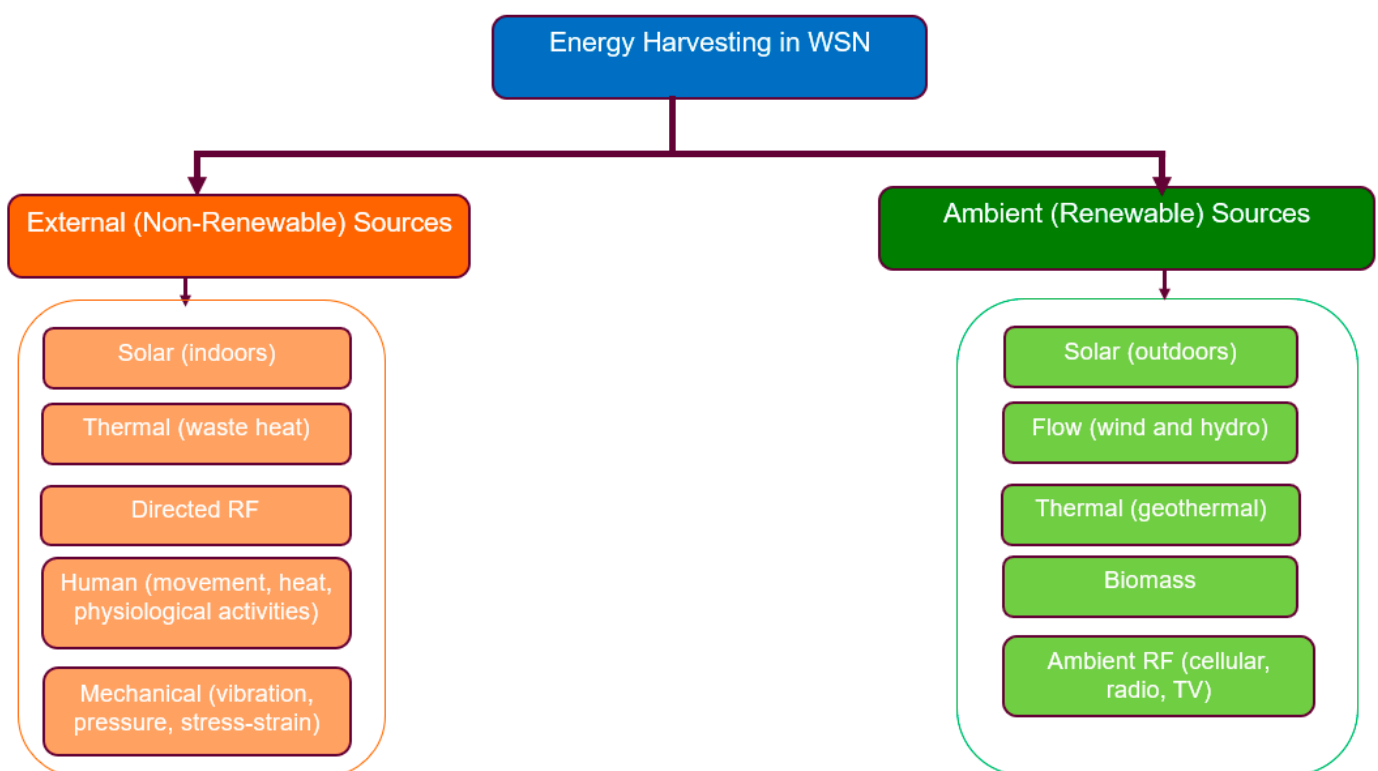 Energy Harvesting in WSN
External (Non-Renewable) Sources
Solar (indoors)
Thermal (waste heat)
Directed RF
Human (movement, heat,
physiological activities)
Mechanical (vibration,
pressure, stress-strain)
Ambient (Renewable) Sources
Solar (outdoors)
Flow (wind and hydro)
Thermal (geothermal)
Biomass
Ambient RF (cellular,
radio, TV)